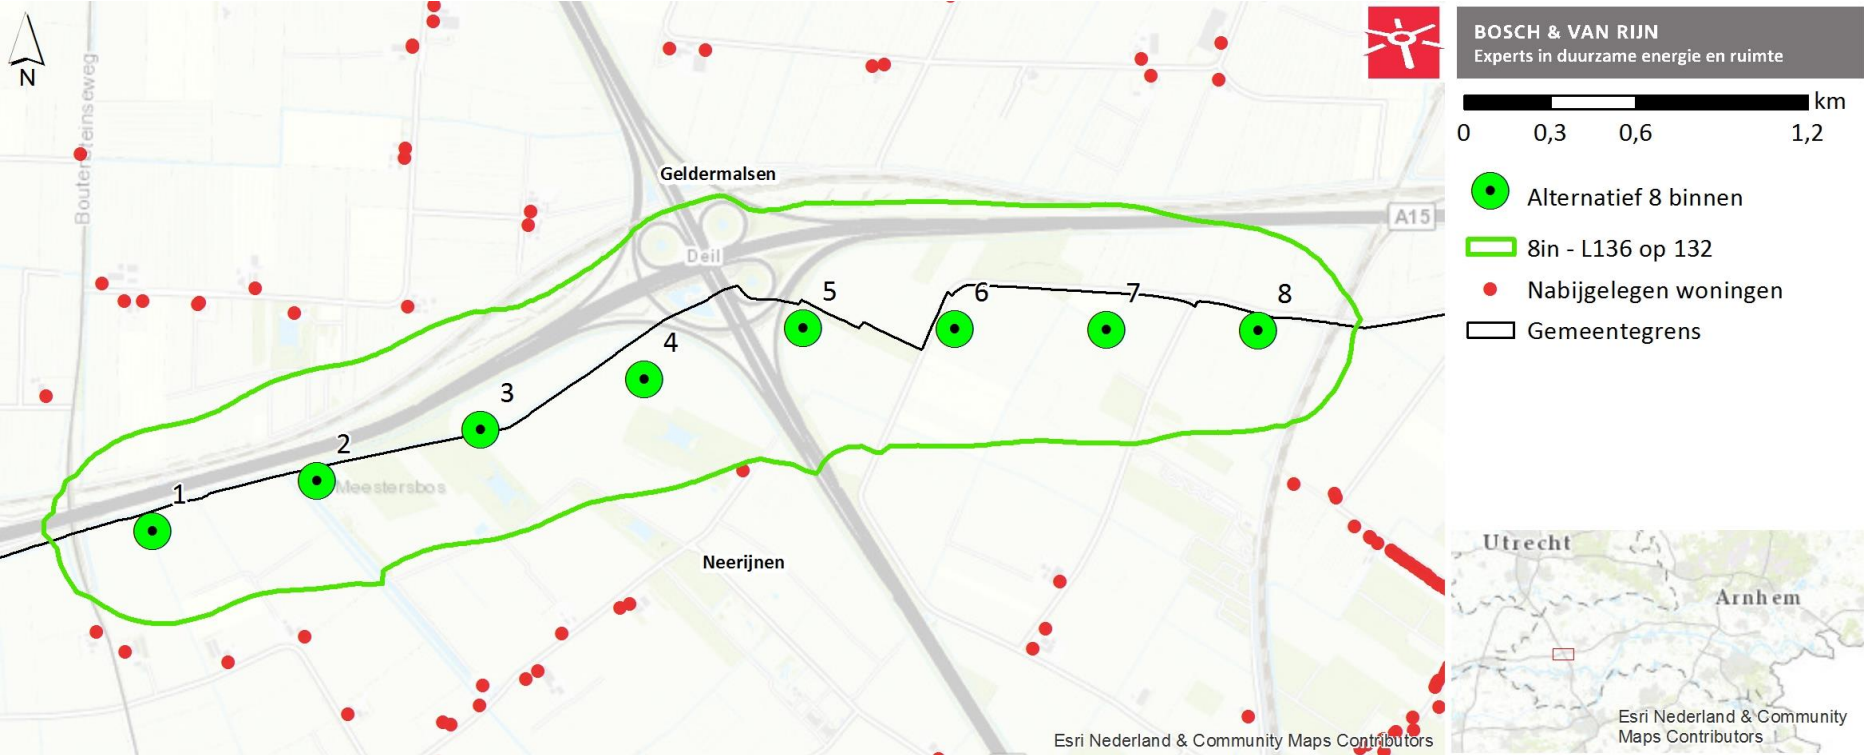 N
Boutensteinseweg
Geldermalsen
Deil
A15
1
2
3
4
5
6
7
8
Meestersbos
Neerijnen
Esri Nederland & Community Maps Contributors
BOSCH & VAN RIJN
Experts in duurzame energie en ruimte
km
0 0,3 0,6 1,2
Alternatief 8 binnen
8in - L136 op 132
Nabijgelegen woningen
Gemeentegrens
Utrecht
Arnhem
Esri Nederland & Community
Maps Contributors